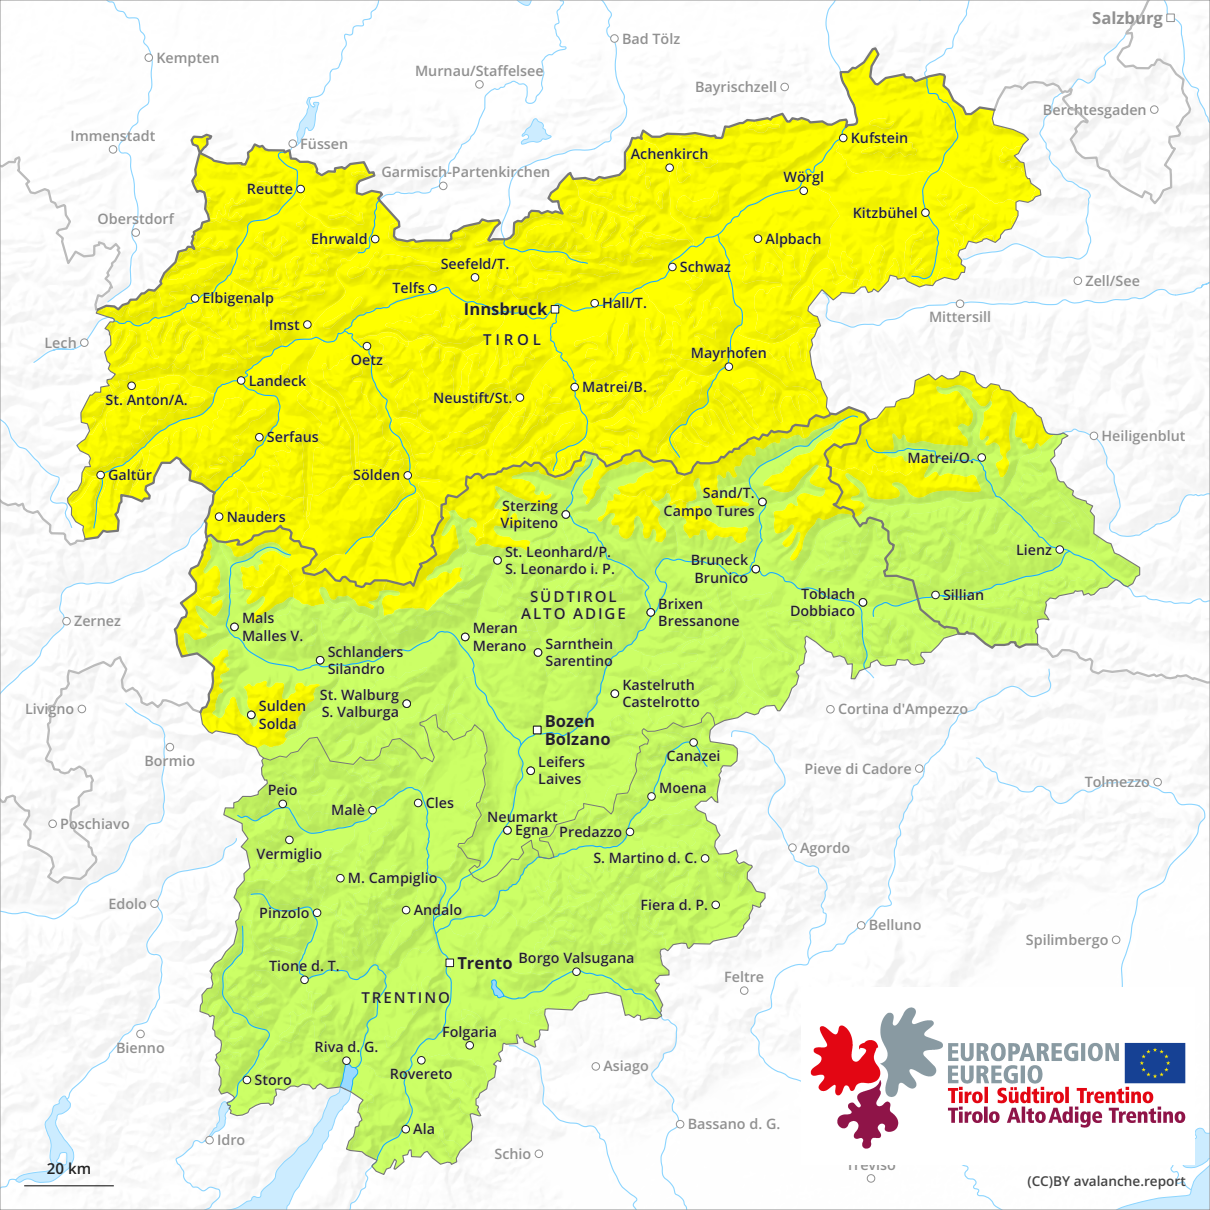 Salzburg
Bad Tölz
Kempten
Murnau/Staffelsee
Bayrischzell
Berchtesgaden
Immenstadt
Füssen
Kufstein
Achenkirch
Garmisch-Partenkirchen
Wörgl
Reutte
Oberstdorf
Kitzbühel
Ehrwald
Alpbach
Seefeld/T.
Schwaz
Zell/See
Telfs
Elbigenalp
Hall/T.
Innsbruck
Mittersill
Imst
TIROL
Lech
Oetz
Mayrhofen
Landeck
Matrei/B.
St. Anton/A.
Neustift/St.
Serfaus
Heiligenblut
Matrei/O.
Galtür
Sölden
Sand/T.
Campo Tures
Sterzing
Vipiteno
Nauders
Lienz
St. Leonhard/P.
S. Leonardo i. P.
Bruneck
Brunico
SÜDTIROL
ALTO ADIGE
Toblach
Dobbiaco
Sillian
Brixen
Bressanone
Mals
Malles V.
Zernez
Meran
Merano
Sarnthein
Sarentino
Schlanders
Silandro
Kastelruth
Castelrotto
St. Walburg
S. Valburga
Sulden
Solda
Livigno
Cortina d'Ampezzo
Bozen
Bolzano
Canazei
Bormio
Leifers
Laives
Pieve di Cadore
Tolmezzo
Peio
Moena
Malè
Cles
Neumarkt
Egna
Predazzo
Poschiavo
Vermiglio
Agordo
S. Martino d. C.
M. Campiglio
Edolo
Pinzolo
Andalo
Fiera d. P.
Belluno
Spilimbergo
Trento
Borgo Valsugana
Tione d. T.
Feltre
TRENTINO
Folgaria
Bienno
Riva d. G.
Rovereto
Asiago
Storo
EUROPAREGION
EUREGIO
Tirol Südtirol Trentino
Tirolo Alto Adige Trentino
Ala
Bassano d. G.
Idro
Schio
Treviso
20 km
(CC)BY avalanche.report